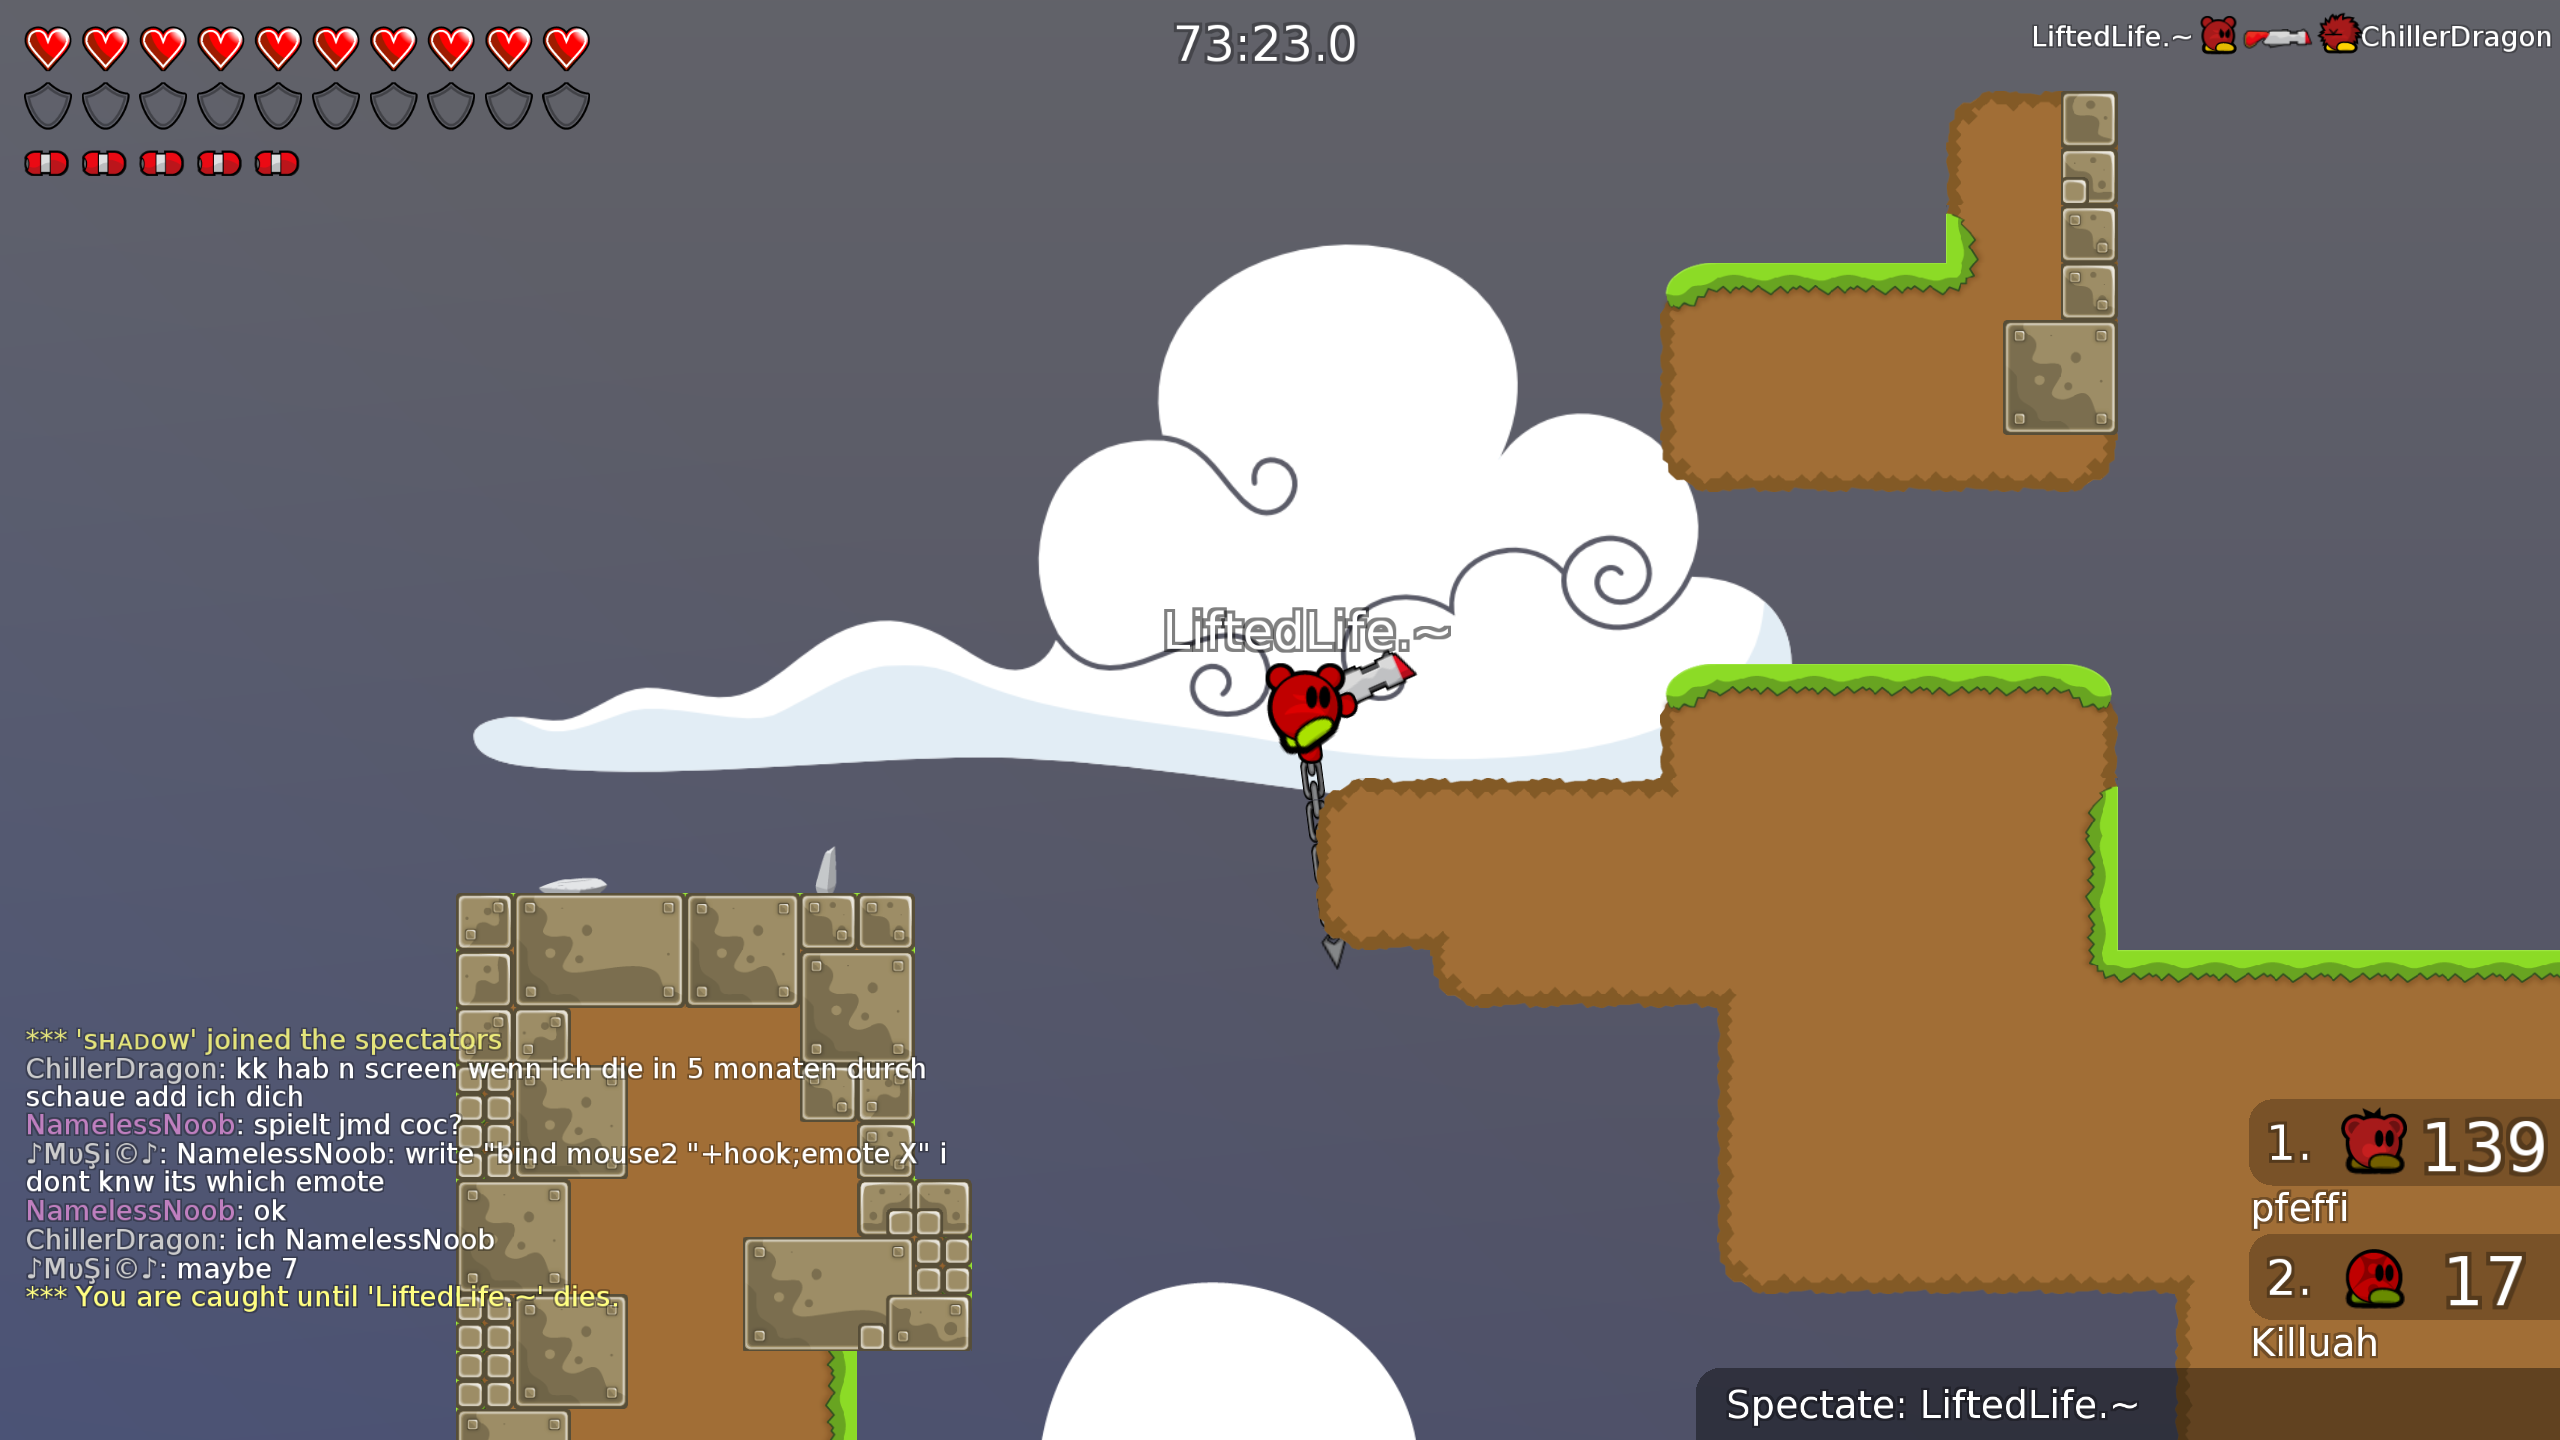 73:23.0
LiftedLife.~ ChillerDragon
LiftedLife.~
*** 'sʜᴀᴅᴏᴡ' joined the spectators
ChillerDragon: kk hab n screen wenn ich die in 5 monaten durch
schaue add ich dich
NamelessNoob: spielt jmd coc?
♪MυŞi©♪: NamelessNoob: write "bind mouse2 "+hook;emote X" i
dont knw its which emote
NamelessNoob: ok
ChillerDragon: ich NamelessNoob
♪MυŞi©♪: maybe 7
*** You are caught until 'LiftedLife.~' dies.
1. 139
pfeffi
2. 17
Killuah
Spectate: LiftedLife.~